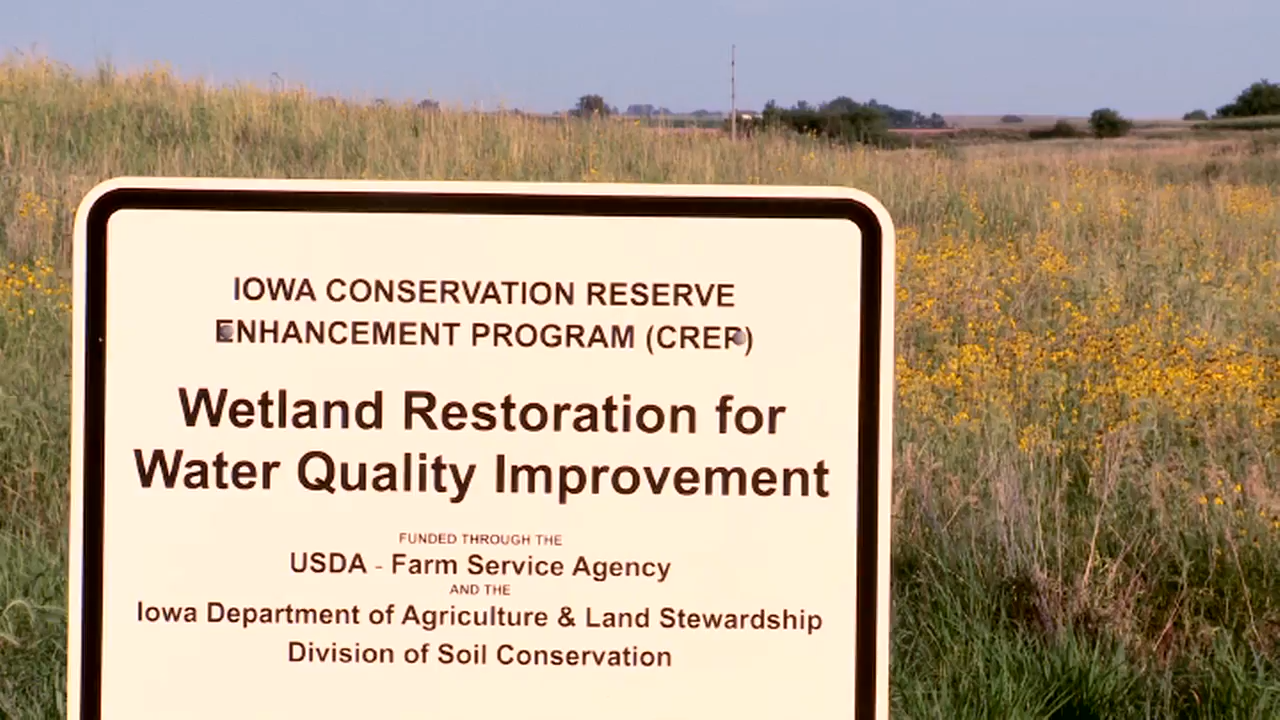 IOWA CONSERVATION RESERVE
ENHANCEMENT PROGRAM (CREP)
Wetland Restoration for
Water Quality Improvement
FUNDED THROUGH THE
USDA - Farm Service Agency
AND THE
Iowa Department of Agriculture & Land Stewardship
Division of Soil Conservation